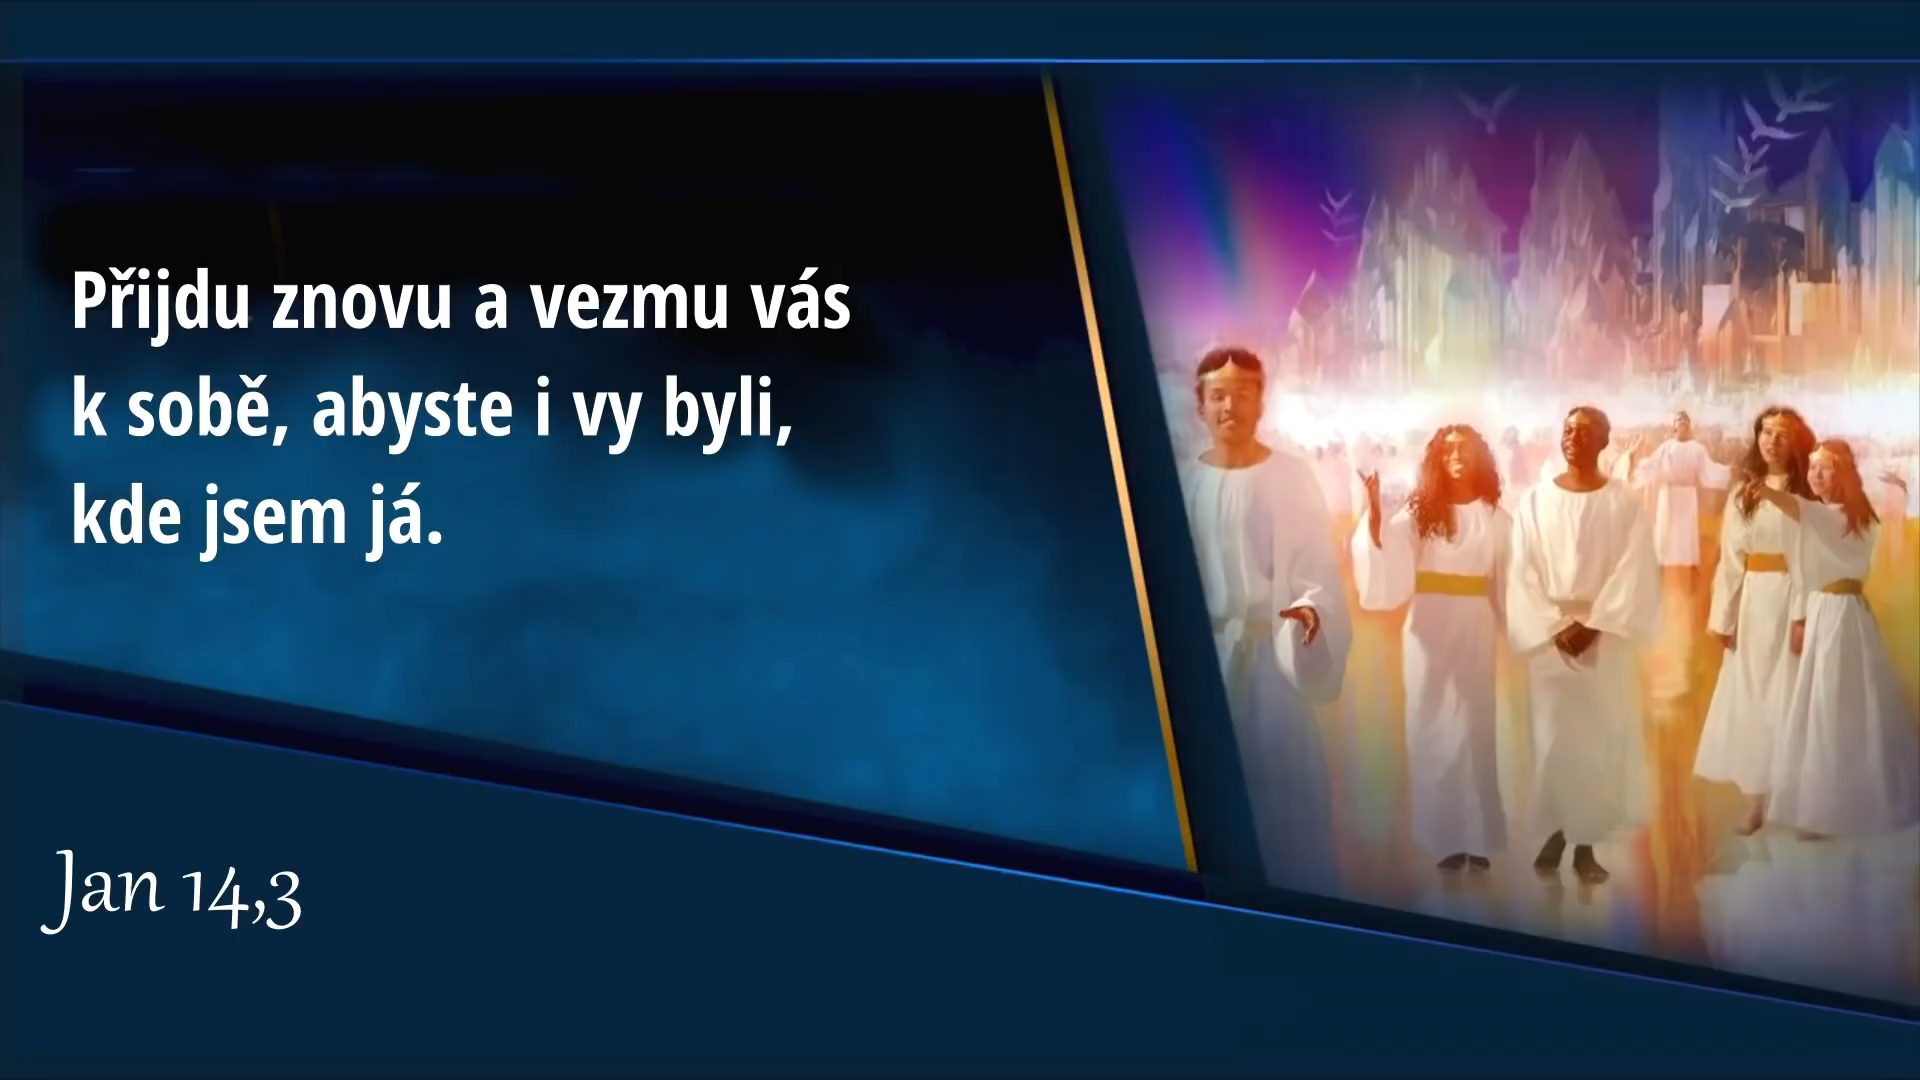 Přijdu znovu a vezmu vás
k sobě, abyste i vy byli,
kde jsem já.
Jan 14,3